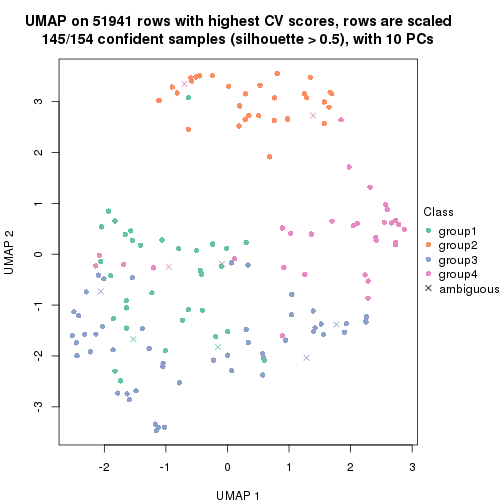 UMAP on 51941 rows with highest CV scores, rows are scaled
145/154 confident samples (silhouette > 0.5), with 10 PCs
3
2
1
0
-1
-2
-3
UMAP 2
-2
-1
0
1
2
3
UMAP 1
Class
group1
group2
group3
group4
ambiguous